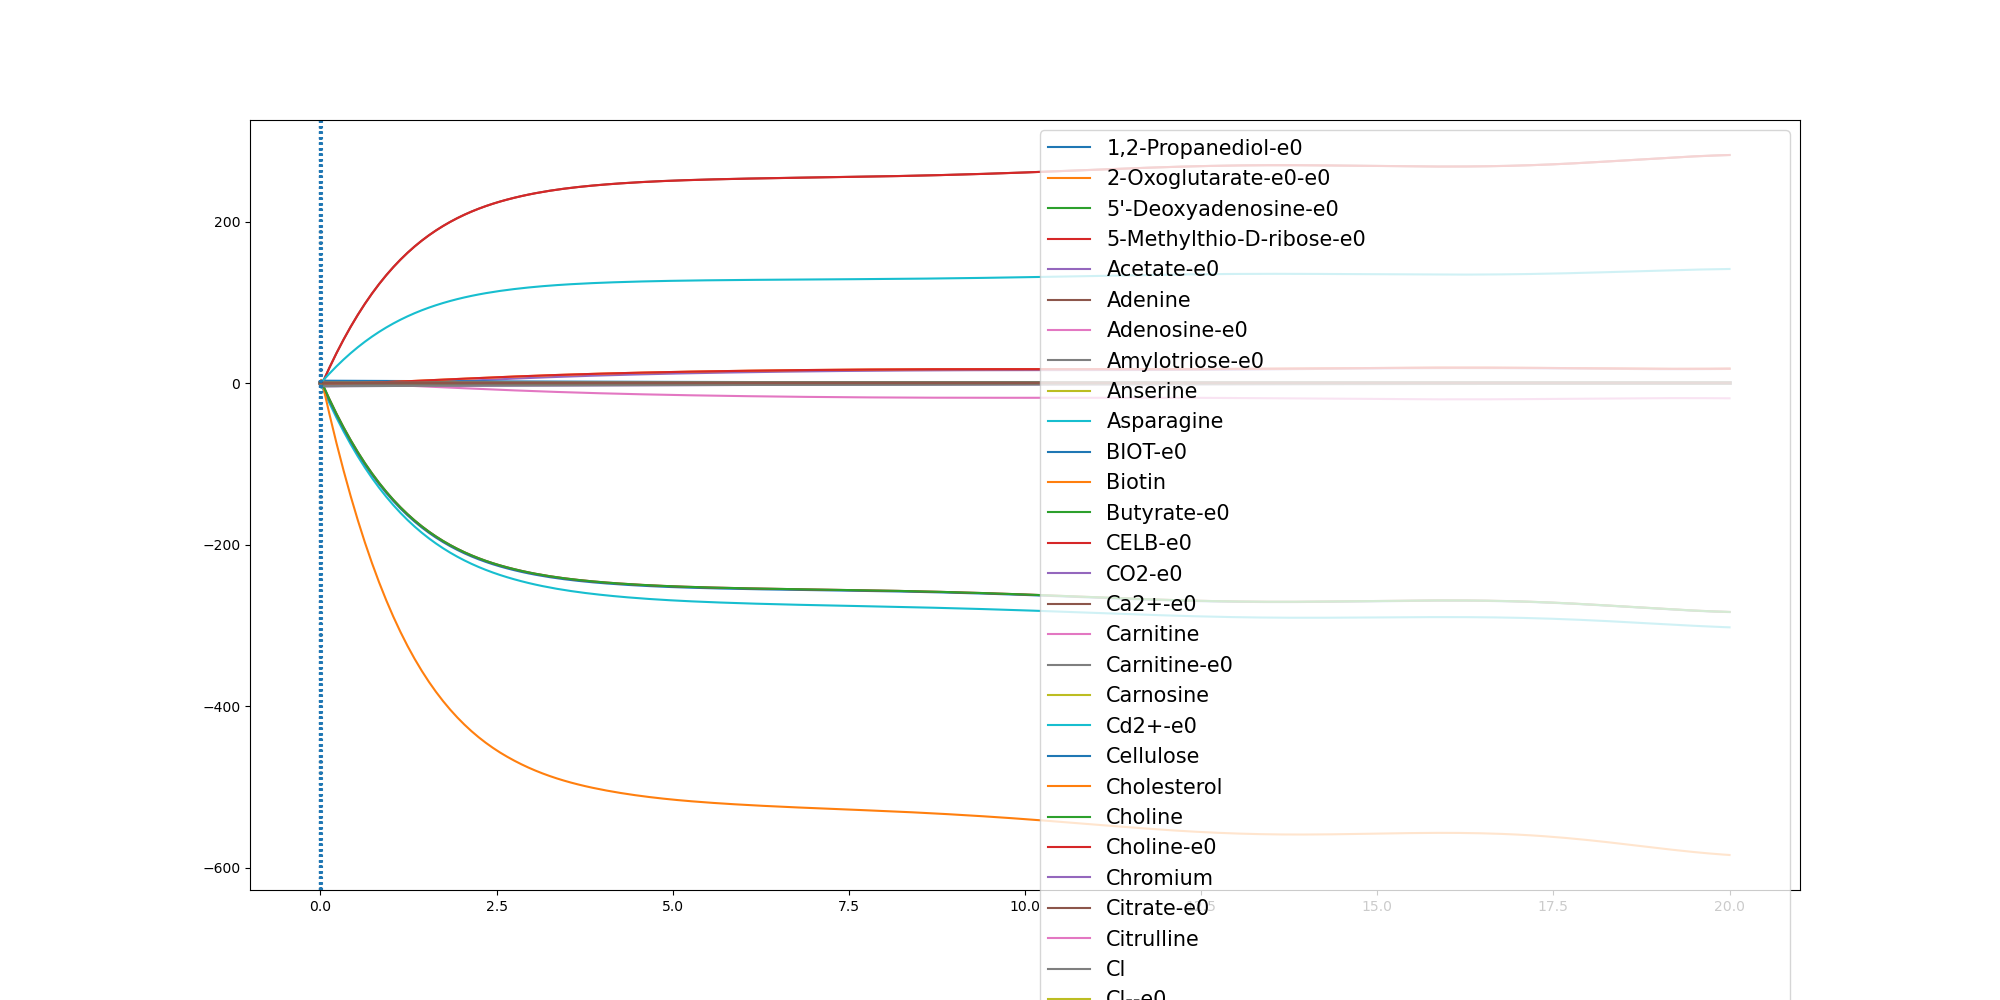 200
0
−200
−400
−600
0.0
2.5
5.0
7.5
10.0
15.0
17.5
20.0
1,2-Propanediol-e0
2-Oxoglutarate-e0-e0
5'-Deoxyadenosine-e0
5-Methylthio-D-ribose-e0
Acetate-e0
Adenine
Adenosine-e0
Amylotriose-e0
Anserine
Asparagine
BIOT-e0
Biotin
Butyrate-e0
CELB-e0
CO2-e0
Ca2+-e0
Carnitine
Carnitine-e0
Carnosine
Cd2+-e0
Cellulose
Cholesterol
Choline
Choline-e0
Chromium
Citrate-e0
Citrulline
Cl
Cl--e0